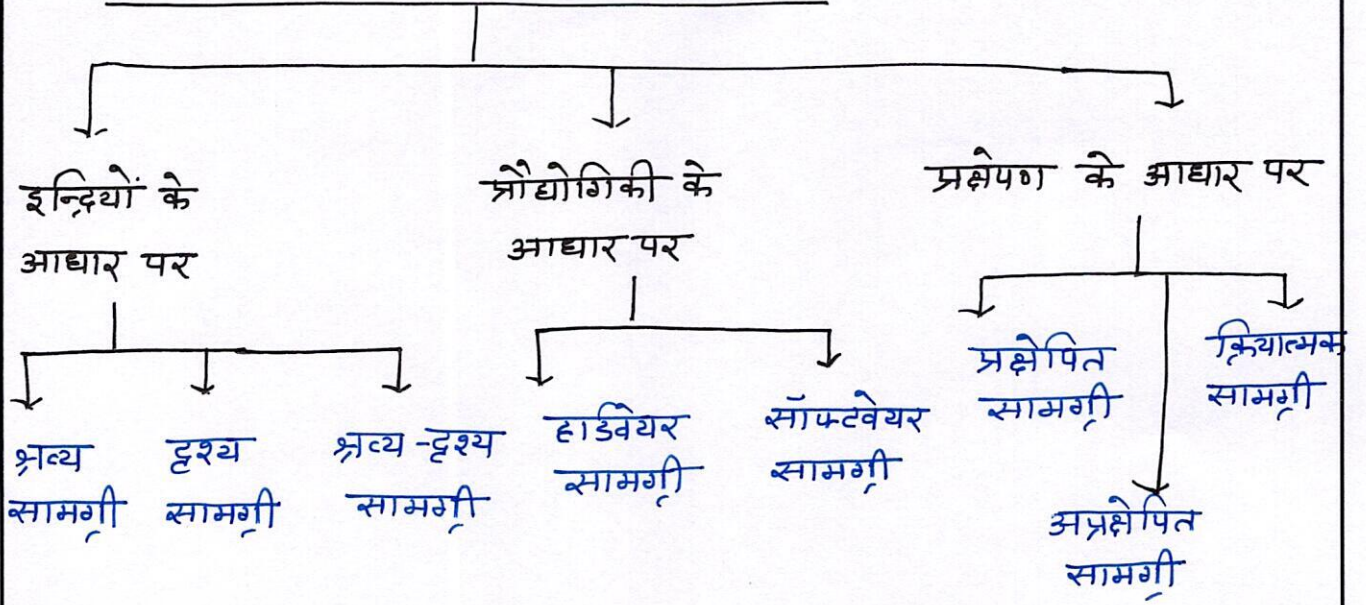 इन्द्रियों के
आधार पर
प्रौद्योगिकी के
आधार पर
प्रक्षेपण के आधार पर
श्रव्य
सामग्री
दृश्य
सामग्री
श्रव्य-दृश्य
सामग्री
हार्डवेयर
सामग्री
सॉफ्टवेयर
सामग्री
प्रक्षेपित
सामग्री
अप्रक्षेपित
सामग्री
क्रियात्मक
सामग्री